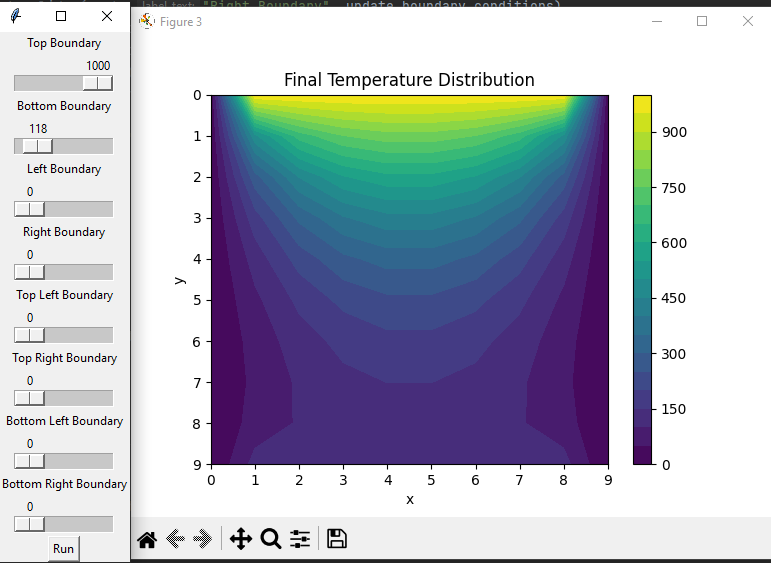 label text: "Right Boundary", update_boundary_conditions)
Top Boundary
1000
Bottom Boundary
118
Left Boundary
0
Right Boundary
0
Top Left Boundary
0
Top Right Boundary
0
Bottom Left Boundary
0
Bottom Right Boundary
0
Run
Figure 3
Final Temperature Distribution
0
1
2
3
4
5
6
7
8
9
y
0 1 2 3 4 5 6 7 8 9
x
900
750
600
450
300
150
0